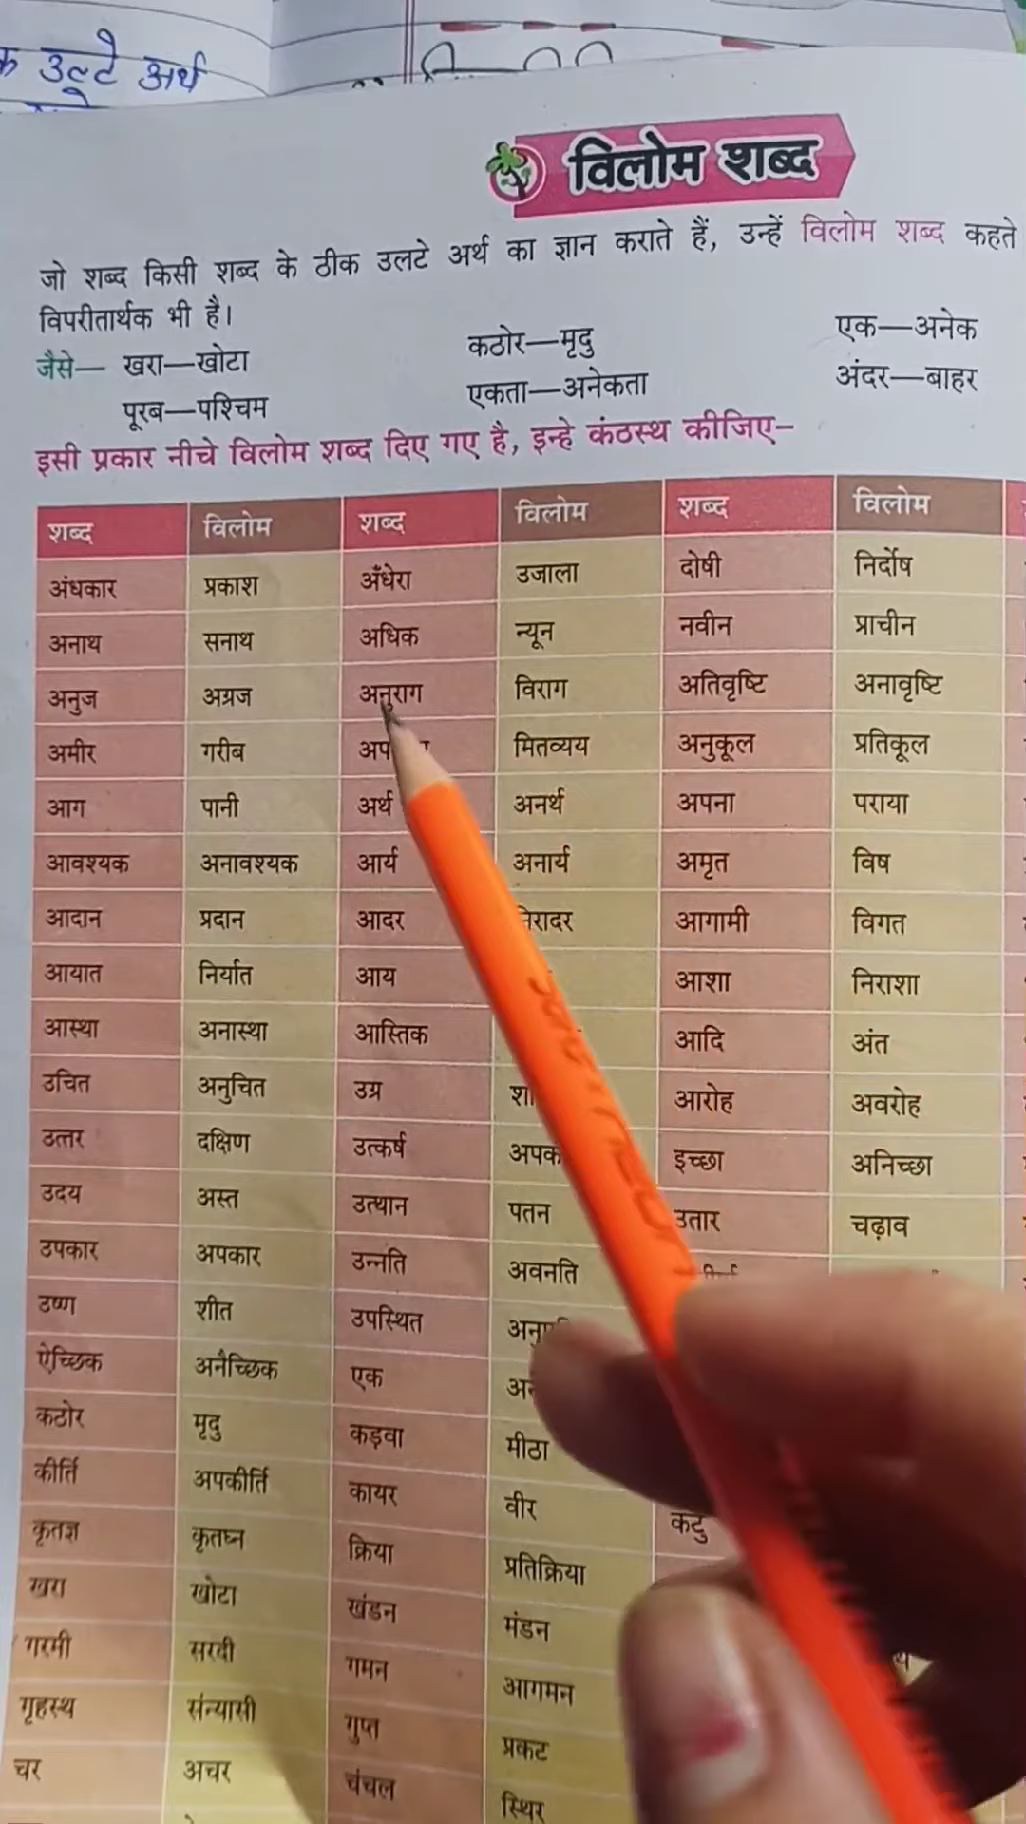 उल्टे अर्थ
विलोम शब्द
जो शब्द किसी शब्द के ठीक उलटे अर्थ का ज्ञान कराते हैं, उन्हें विलोम शब्द कहते
विपरीतार्थक भी है।
जैसे— खरा—खोटा कठोर—मृदु एक—अनेक
पूरब—पश्चिम एकता—अनेकता अंदर—बाहर
इसी प्रकार नीचे विलोम शब्द दिए गए है, इन्हे कंठस्थ कीजिए-
शब्द विलोम शब्द विलोम शब्द विलोम
अंधकार प्रकाश अँधेरा उजाला दोषी निर्दोष
अनाथ सनाथ अधिक न्यून नवीन प्राचीन
अनुज अग्रज अनुराग विराग अतिवृष्टि अनावृष्टि
अमीर गरीब मितव्यय अनुकूल प्रतिकूल
आग पानी अर्थ अनर्थ अपना पराया
आवश्यक अनावश्यक आर्य अनार्य अमृत विष
आदान प्रदान आदर निरादर आगामी विगत
आयात निर्यात आय आशा निराशा
आस्था अनास्था आस्तिक आदि अंत
उचित अनुचित उग्र आरोह अवरोह
उत्तर दक्षिण उत्कर्ष इच्छा अनिच्छा
उदय अस्त उत्थान पतन उतार चढ़ाव
उपकार अपकार उन्नति अवनति
उष्ण शीत उपस्थित
ऐच्छिक अनैच्छिक एक
कठोर मृदु कड़वा मीठा
कीर्ति अपकीर्ति कायर वीर कटु
कृतज्ञ कृतघ्न क्रिया प्रतिक्रिया
खरा खोटा खंडन मंडन
गरमी सरदी गमन आगमन
गृहस्थ संन्यासी गुप्त प्रकट
चर अचर चंचल स्थिर